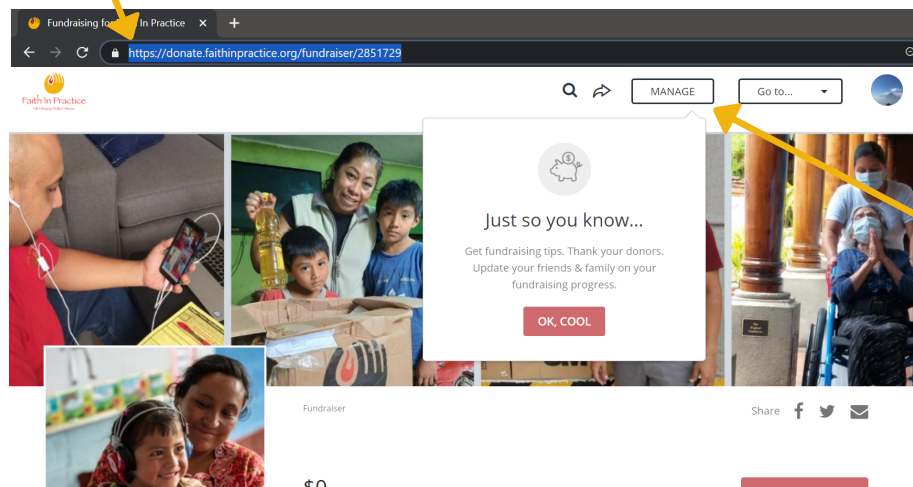 Fundraising fo
In Practice
https://donate.faithinpractice.org/fundraiser/2851729
Faith In Practice
MANAGE
Go to...
Just so you know...
Get fundraising tips. Thank your donors.
Update your friends & family on your
fundraising progress.
OK, COOL
Fundraiser
Share
$0